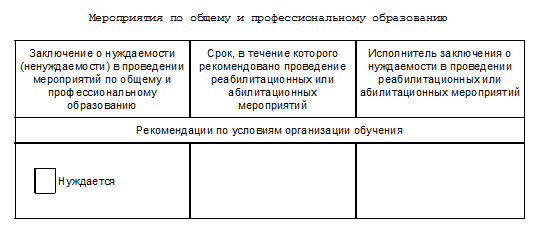 Мероприятия по общему и профессиональному образованию
Заключение о нуждаемости
(ненуждаемости) в проведении
мероприятий по общему и
профессиональному
образованию
Срок, в течение которого
рекомендовано проведение
реабилитационных или
абилитационных
мероприятий
Исполнитель заключения о
нуждаемости в проведении
реабилитационных или
абилитационных мероприятий
Рекомендации по условиям организации обучения
Нуждается